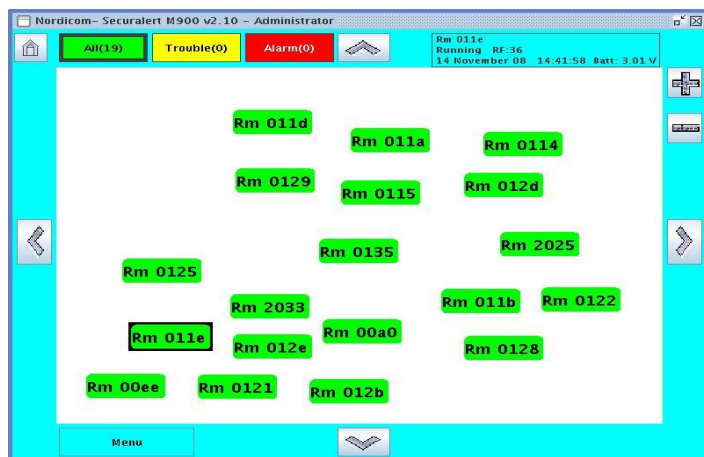 Nordicom- Securalert M900 v2.10 - Administrator
All(19)
Trouble(0)
Alarm(0)
Rm 011e
Running RF:36
14 November 08 14:41:58 Batt: 3.01 V
Rm 011d
Rm 011a
Rm 0114
Rm 0129
Rm 0115
Rm 012d
Rm 0135
Rm 2025
Rm 0125
Rm 2033
Rm 011b
Rm 0122
Rm 011e
Rm 012e
Rm 00a0
Rm 0128
Rm 00ee
Rm 0121
Rm 012b
Menu